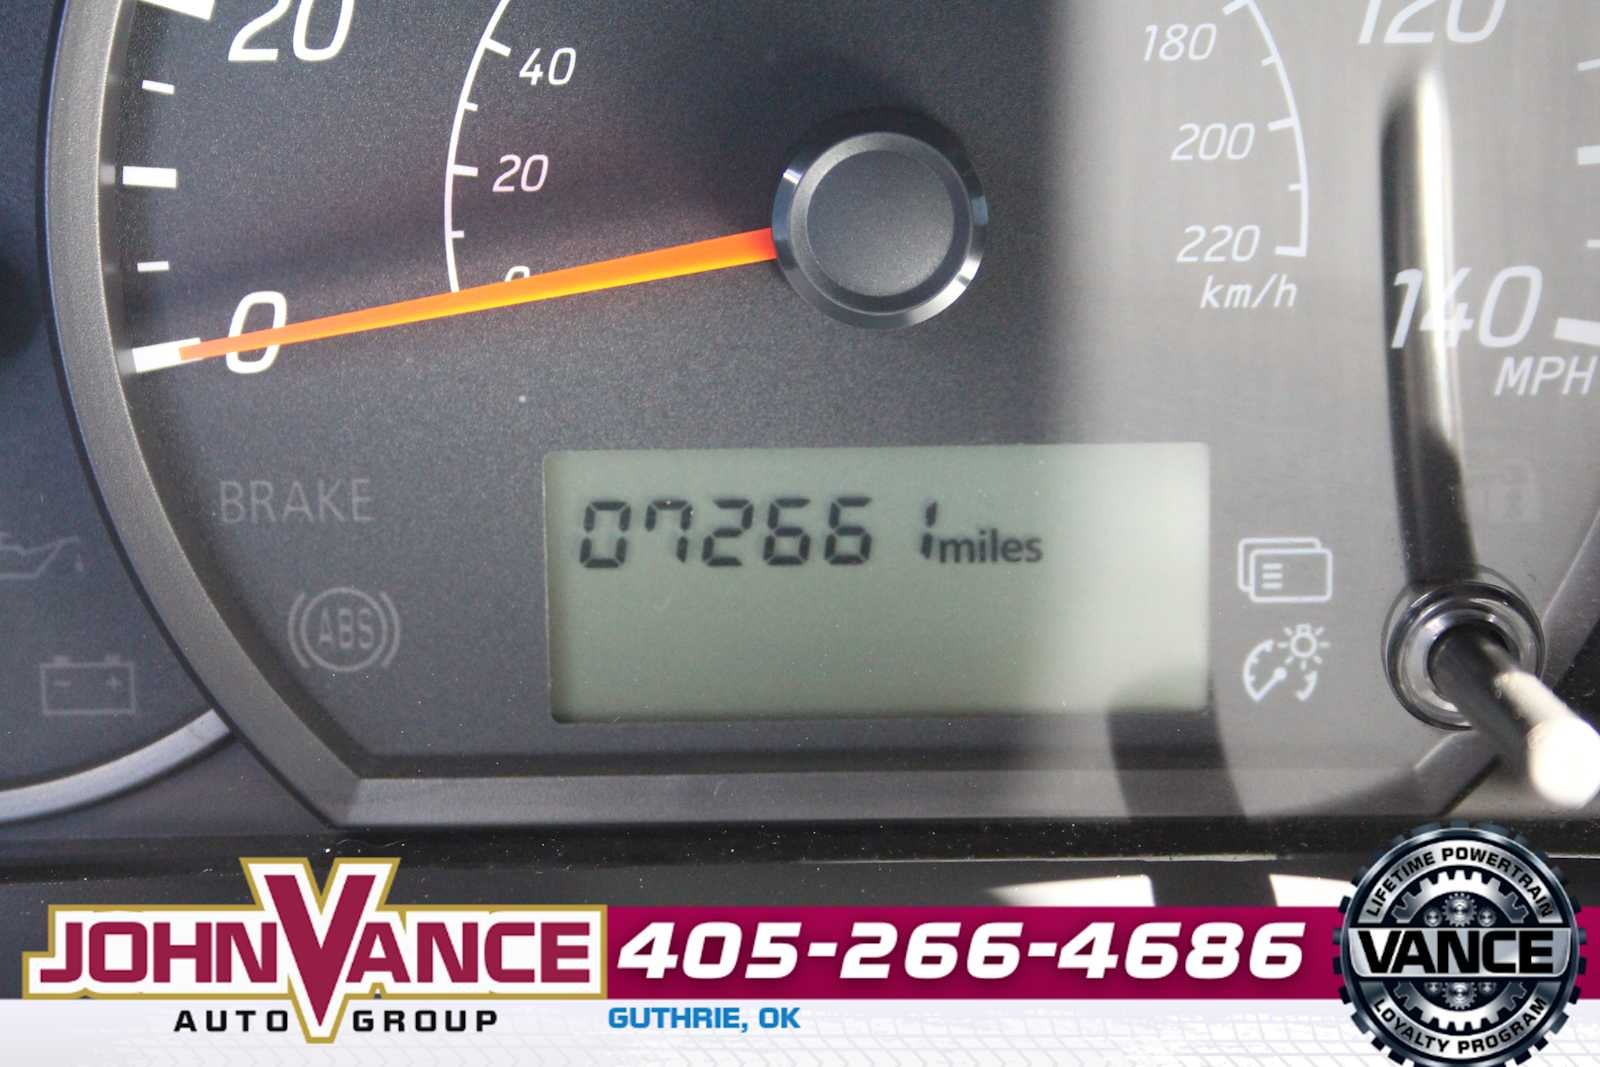 20
40
180
120
200
20
220
km/h
0
0
140
MPH
BRAKE
072661 miles
ABS
LIFETIME POWERTRAIN
JOHN VANCE
405-266-4686
VANCE
AUTO GROUP
GUTHRIE, OK
LOYALTY PROGRAM